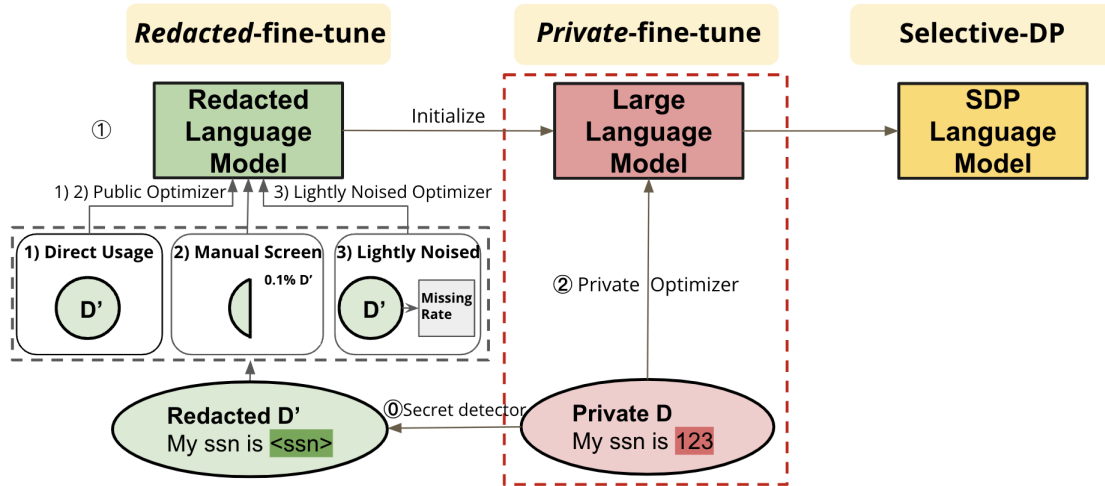 Redacted-fine-tune
Private-fine-tune
Selective-DP
①
Redacted
Language
Model
Initialize
Large
Language
Model
SDP
Language
Model
1) 2) Public Optimizer
3) Lightly Noised Optimizer
1) Direct Usage
D’
2) Manual Screen
0.1% D’
3) Lightly Noised
D’
Missing
Rate
② Private Optimizer
Redacted D’
My ssn is <ssn>
⓪Secret detector
Private D
My ssn is 123